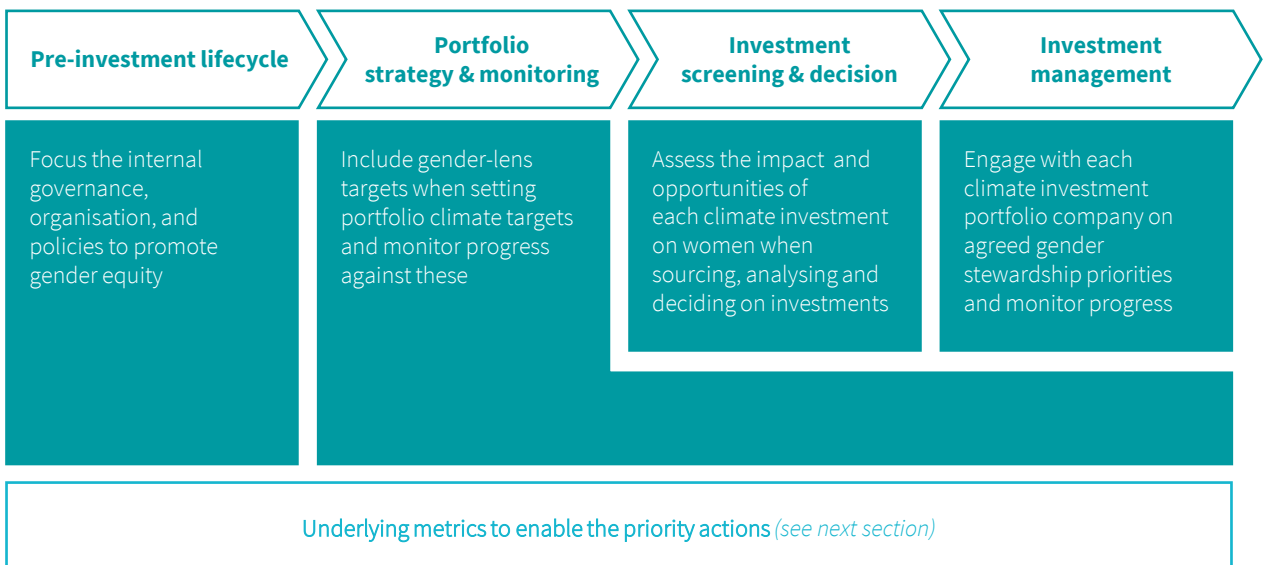 Pre-investment lifecycle
Portfolio
strategy & monitoring
Investment
screening & decision
Investment
management
Focus the internal
governance,
organisation, and
policies to promote
gender equity
Include gender-lens
targets when setting
portfolio climate targets
and monitor progress
against these
Assess the impact and
opportunities of
each climate investment
on women when
sourcing, analysing and
deciding on investments
Engage with each
climate investment
portfolio company on
agreed gender
stewardship priorities
and monitor progress
Underlying metrics to enable the priority actions (see next section)